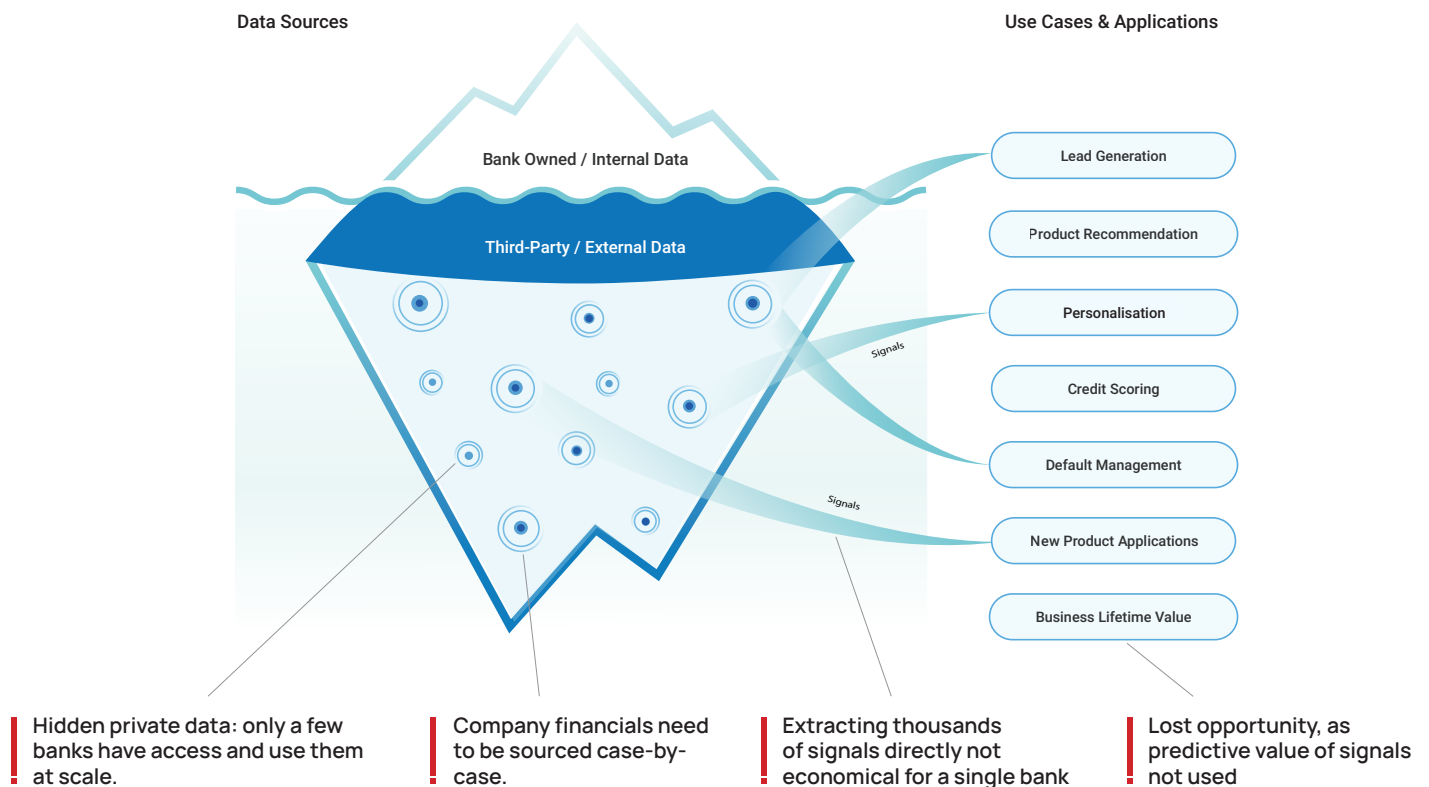 Data Sources
Use Cases & Applications
Bank Owned / Internal Data
Third-Party / External Data
Lead Generation
Product Recommendation
Personalisation
Credit Scoring
Default Management
New Product Applications
Business Lifetime Value
Signals
Signals
Hidden private data: only a few
banks have access and use them
at scale.
Company financials need
to be sourced case-by-
case.
Extracting thousands
of signals directly not
economical for a single bank
Lost opportunity, as
predictive value of signals
not used